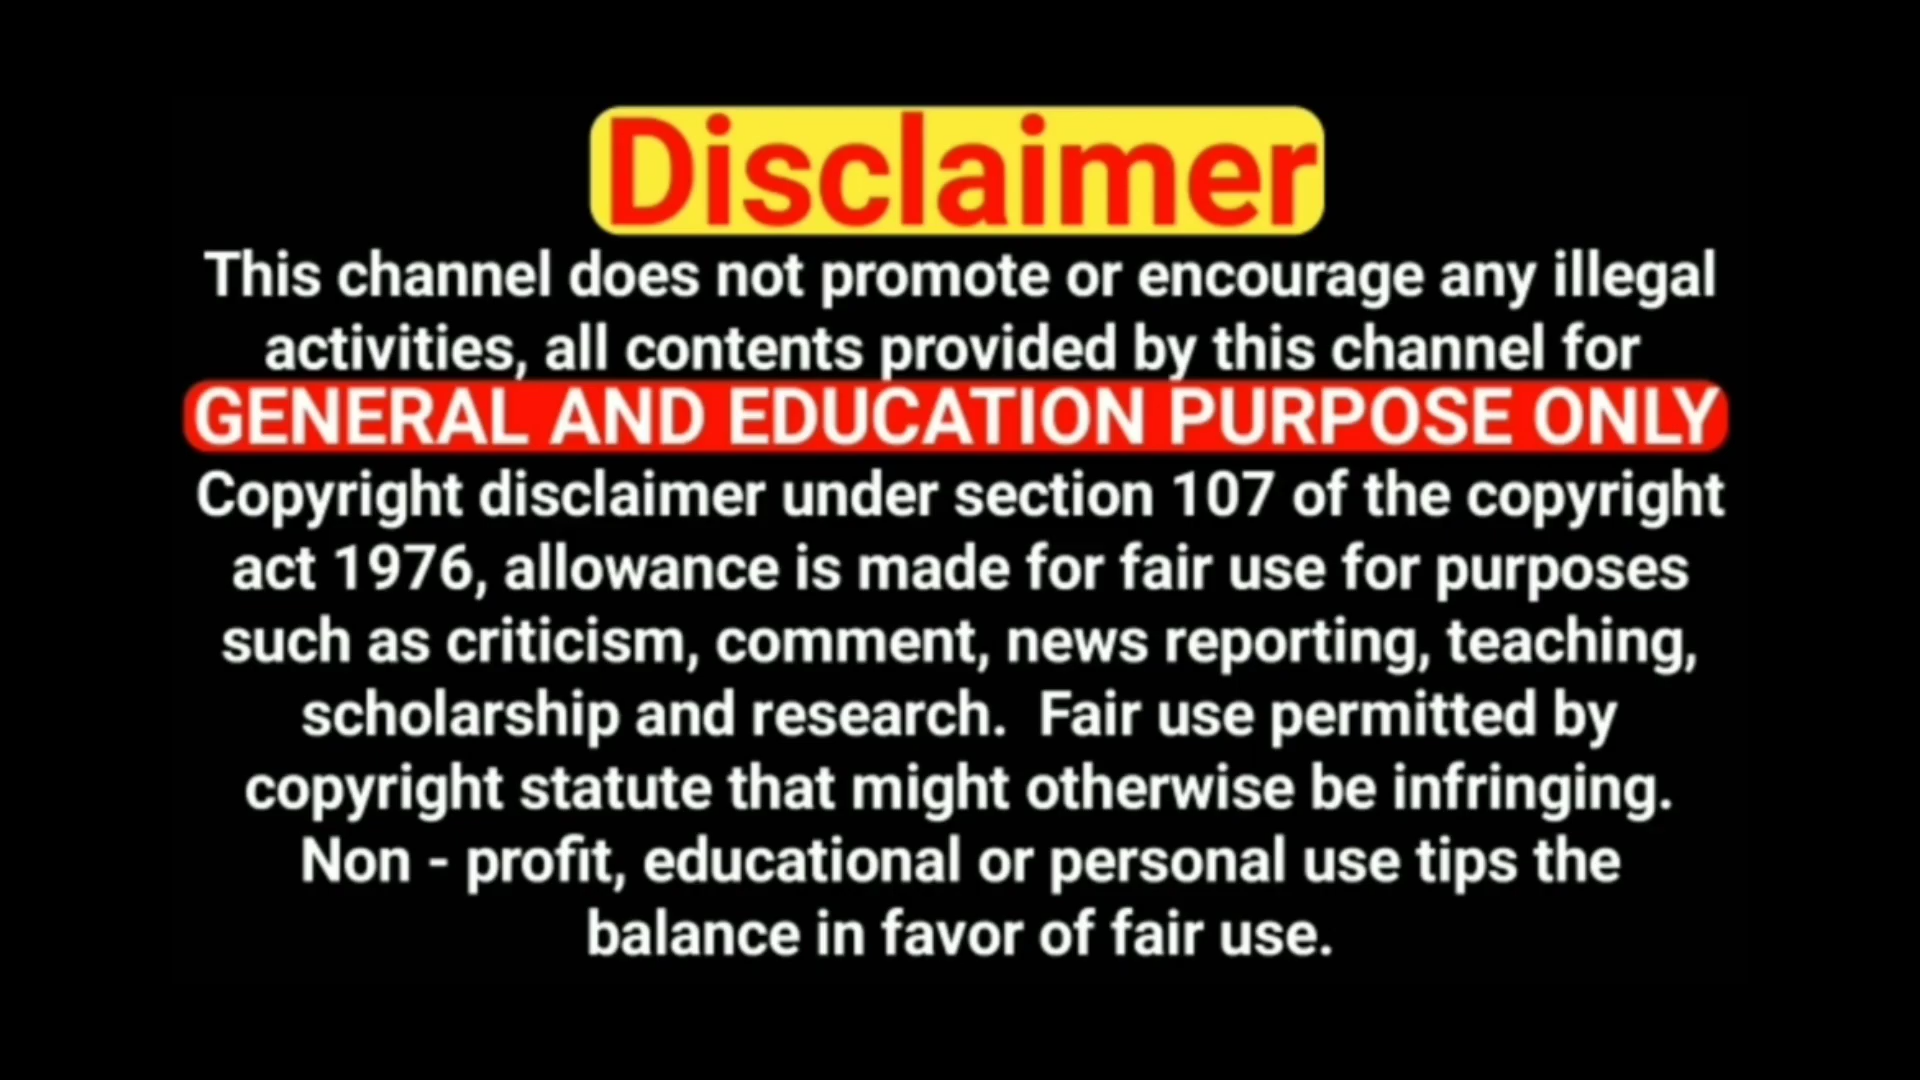 Disclaimer
This channel does not promote or encourage any illegal
activities, all contents provided by this channel for
GENERAL AND EDUCATION PURPOSE ONLY
Copyright disclaimer under section 107 of the copyright
act 1976, allowance is made for fair use for purposes
such as criticism, comment, news reporting, teaching,
scholarship and research.  Fair use permitted by
copyright statute that might otherwise be infringing.
Non - profit, educational or personal use tips the
balance in favor of fair use.